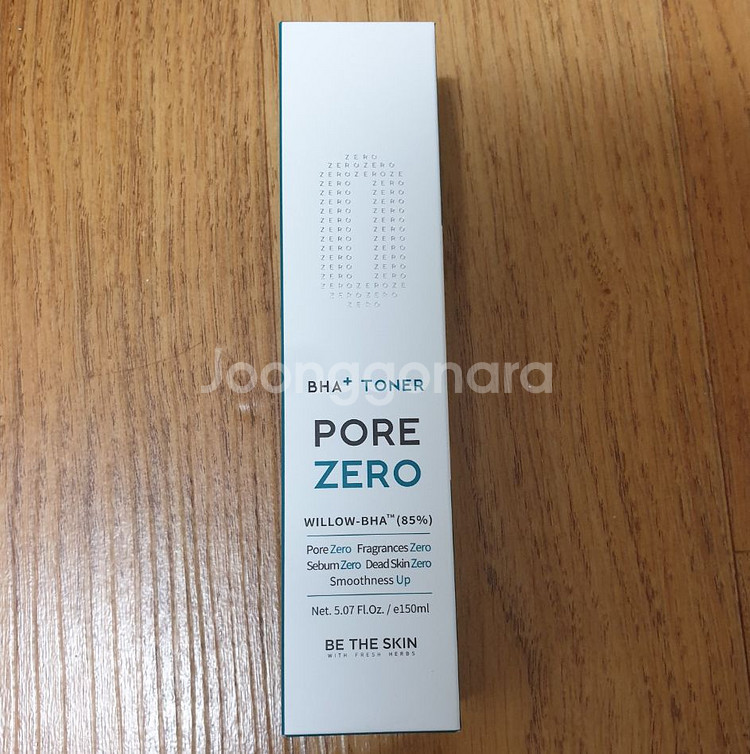 ZERO
ZEROZERO
ZEROZEROZE
ZERO ZERO
ZERO ZERO
ZERO ZERO
ZERO ZERO
ZERO ZERO
ZERO ZERO
ZERO ZERO
ZERO ZERO
ZERO ZERO
ZERO ZERO
ZERO ZERO
ZEROZEROZE
ZEROZERO
ZERO
Joonggonara
BHA+ TONER
PORE
ZERO
WILLOW-BHA™ (85%)
Pore Zero Fragrances Zero
Sebum Zero Dead Skin Zero
Smoothness Up
Net. 5.07 Fl.Oz. / e150ml
BE THE SKIN
WITH FRESH HERBS